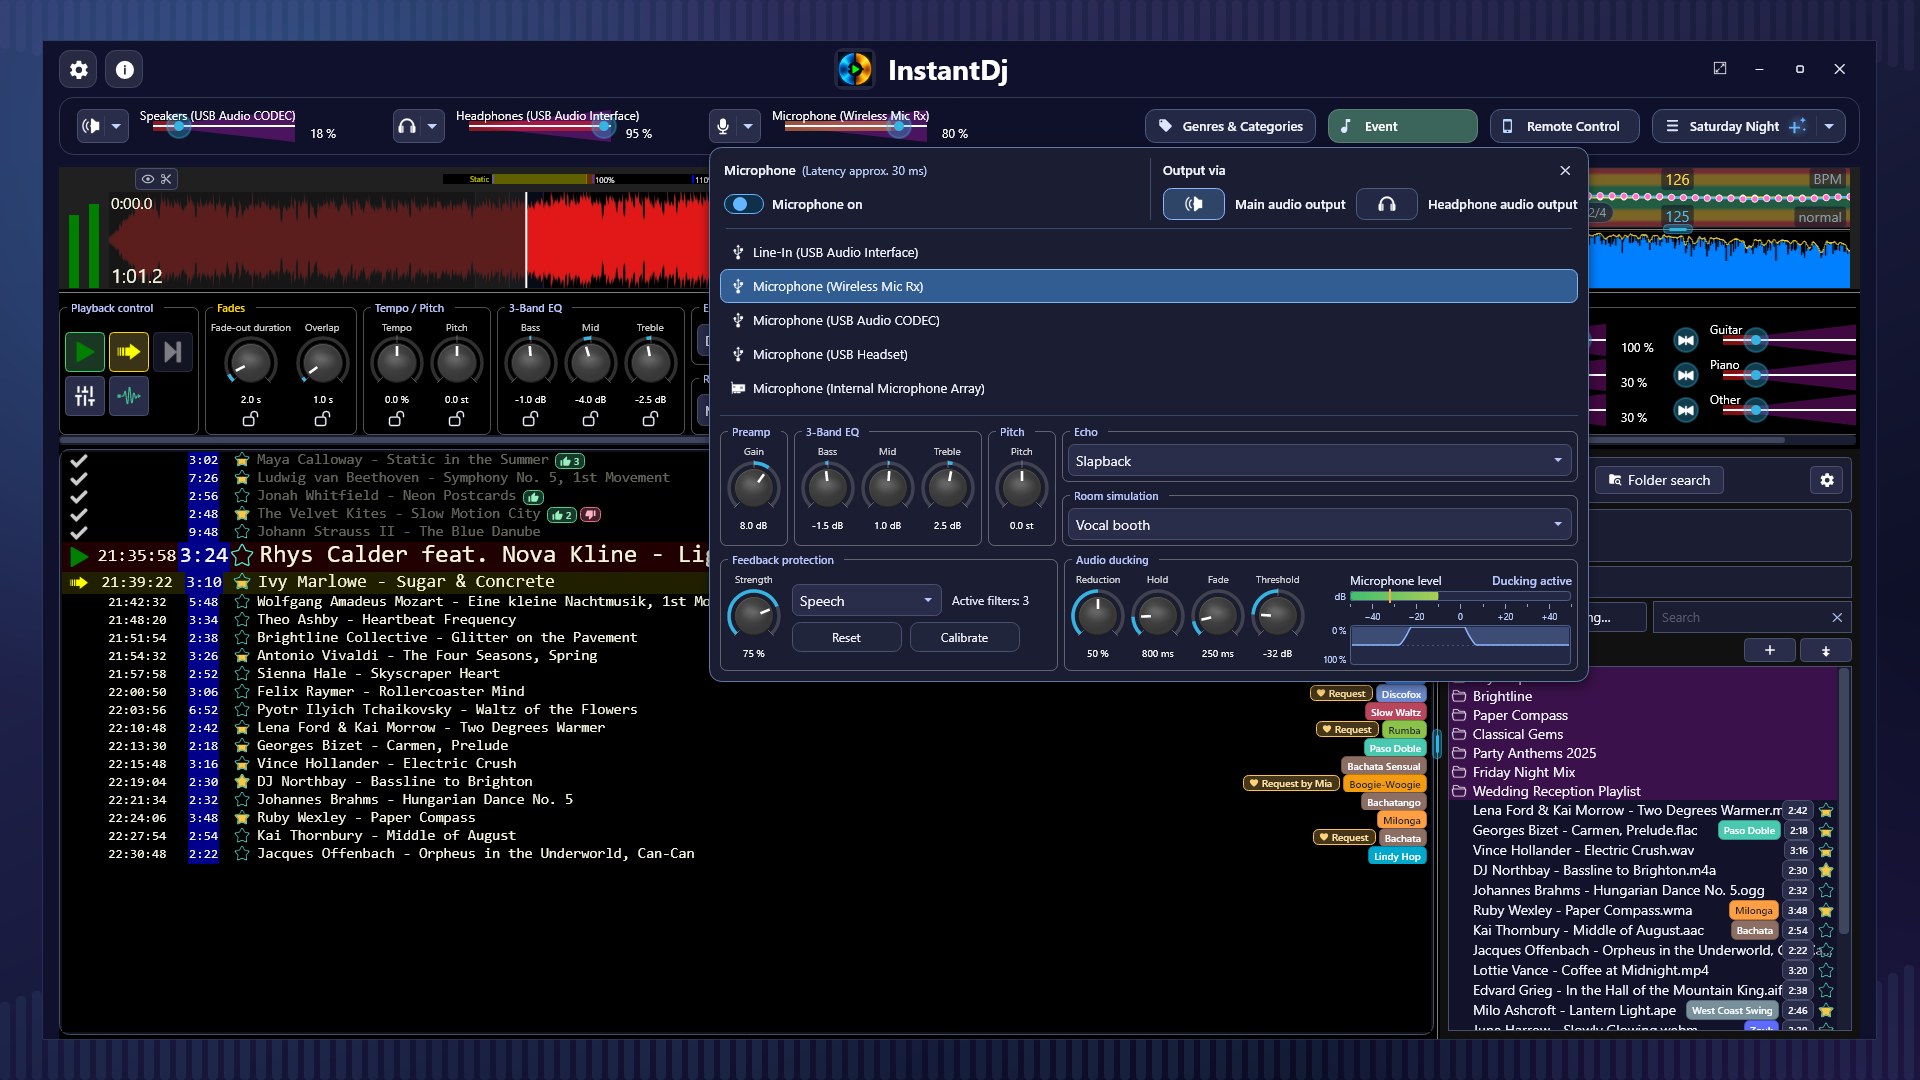 InstantDj
Speakers (USB Audio CODEC)
18 %
Headphones (USB Audio Interface)
95 %
Microphone (Wireless Mic Rx)
80 %
Genres & Categories
Event
Remote Control
Saturday Night
0:00.0
1:01.2
Static
100%
110%
Microphone (Latency approx. 30 ms)
Microphone on
Output via
Main audio output
Headphone audio output
126
BPM
2/4
125
normal
Line-In (USB Audio Interface)
Microphone (Wireless Mic Rx)
Microphone (USB Audio CODEC)
Microphone (USB Headset)
Microphone (Internal Microphone Array)
Playback control
Fades
Fade-out duration
Overlap
2.0 s
1.0 s
Tempo / Pitch
Tempo
Pitch
0.0 %
0.0 st
3-Band EQ
Bass
Mid
Treble
-1.0 dB
-4.0 dB
-2.5 dB
100 %
Guitar
30 %
Piano
30 %
Other
Preamp
Gain
8.0 dB
3-Band EQ
Bass
Mid
Treble
-1.5 dB
1.0 dB
2.5 dB
Pitch
Pitch
0.0 st
Echo
Slapback
Room simulation
Vocal booth
Feedback protection
Strength
75 %
Speech
Active filters: 3
Reset
Calibrate
Audio ducking
Reduction
Hold
Fade
Threshold
50 %
800 ms
250 ms
-32 dB
Microphone level
Ducking active
dB
−40 −20 0 +20 +40
0 %
100 %
3:02 Maya Calloway - Static in the Summer 3
7:26 Ludwig van Beethoven - Symphony No. 5, 1st Movement
2:56 Jonah Whitfield - Neon Postcards
2:48 The Velvet Kites - Slow Motion City 2
9:48 Johann Strauss II - The Blue Danube
21:35:58 3:24 Rhys Calder feat. Nova Kline - Lig
21:39:22 3:10 Ivy Marlowe - Sugar & Concrete
21:42:32 5:48 Wolfgang Amadeus Mozart - Eine kleine Nachtmusik, 1st Mo
21:48:20 3:34 Theo Ashby - Heartbeat Frequency
21:51:54 2:38 Brightline Collective - Glitter on the Pavement
21:54:32 3:26 Antonio Vivaldi - The Four Seasons, Spring
21:57:58 2:52 Sienna Hale - Skyscraper Heart
22:00:50 3:06 Felix Raymer - Rollercoaster Mind Request Discofox
22:03:56 6:52 Pyotr Ilyich Tchaikovsky - Waltz of the Flowers Slow Waltz
22:10:48 2:42 Lena Ford & Kai Morrow - Two Degrees Warmer Request Rumba
22:13:30 2:18 Georges Bizet - Carmen, Prelude Paso Doble
22:15:48 3:16 Vince Hollander - Electric Crush Bachata Sensual
22:19:04 2:30 DJ Northbay - Bassline to Brighton Request by Mia Boogie-Woogie
22:21:34 2:32 Johannes Brahms - Hungarian Dance No. 5 Bachatango
22:24:06 3:48 Ruby Wexley - Paper Compass Milonga
22:27:54 2:54 Kai Thornbury - Middle of August Request Bachata
22:30:48 2:22 Jacques Offenbach - Orpheus in the Underworld, Can-Can Lindy Hop
Folder search
ng...
Search
Brightline
Paper Compass
Classical Gems
Party Anthems 2025
Friday Night Mix
Wedding Reception Playlist
Lena Ford & Kai Morrow - Two Degrees Warmer.m 2:42
Georges Bizet - Carmen, Prelude.flac Paso Doble 2:18
Vince Hollander - Electric Crush.wav 3:16
DJ Northbay - Bassline to Brighton.m4a 2:30
Johannes Brahms - Hungarian Dance No. 5.ogg 2:32
Ruby Wexley - Paper Compass.wma Milonga 3:48
Kai Thornbury - Middle of August.aac Bachata 2:54
Jacques Offenbach - Orpheus in the Underworld, 2:22
Lottie Vance - Coffee at Midnight.mp4 3:20
Edvard Grieg - In the Hall of the Mountain King.aif 2:38
Milo Ashcroft - Lantern Light.ape West Coast Swing 2:46